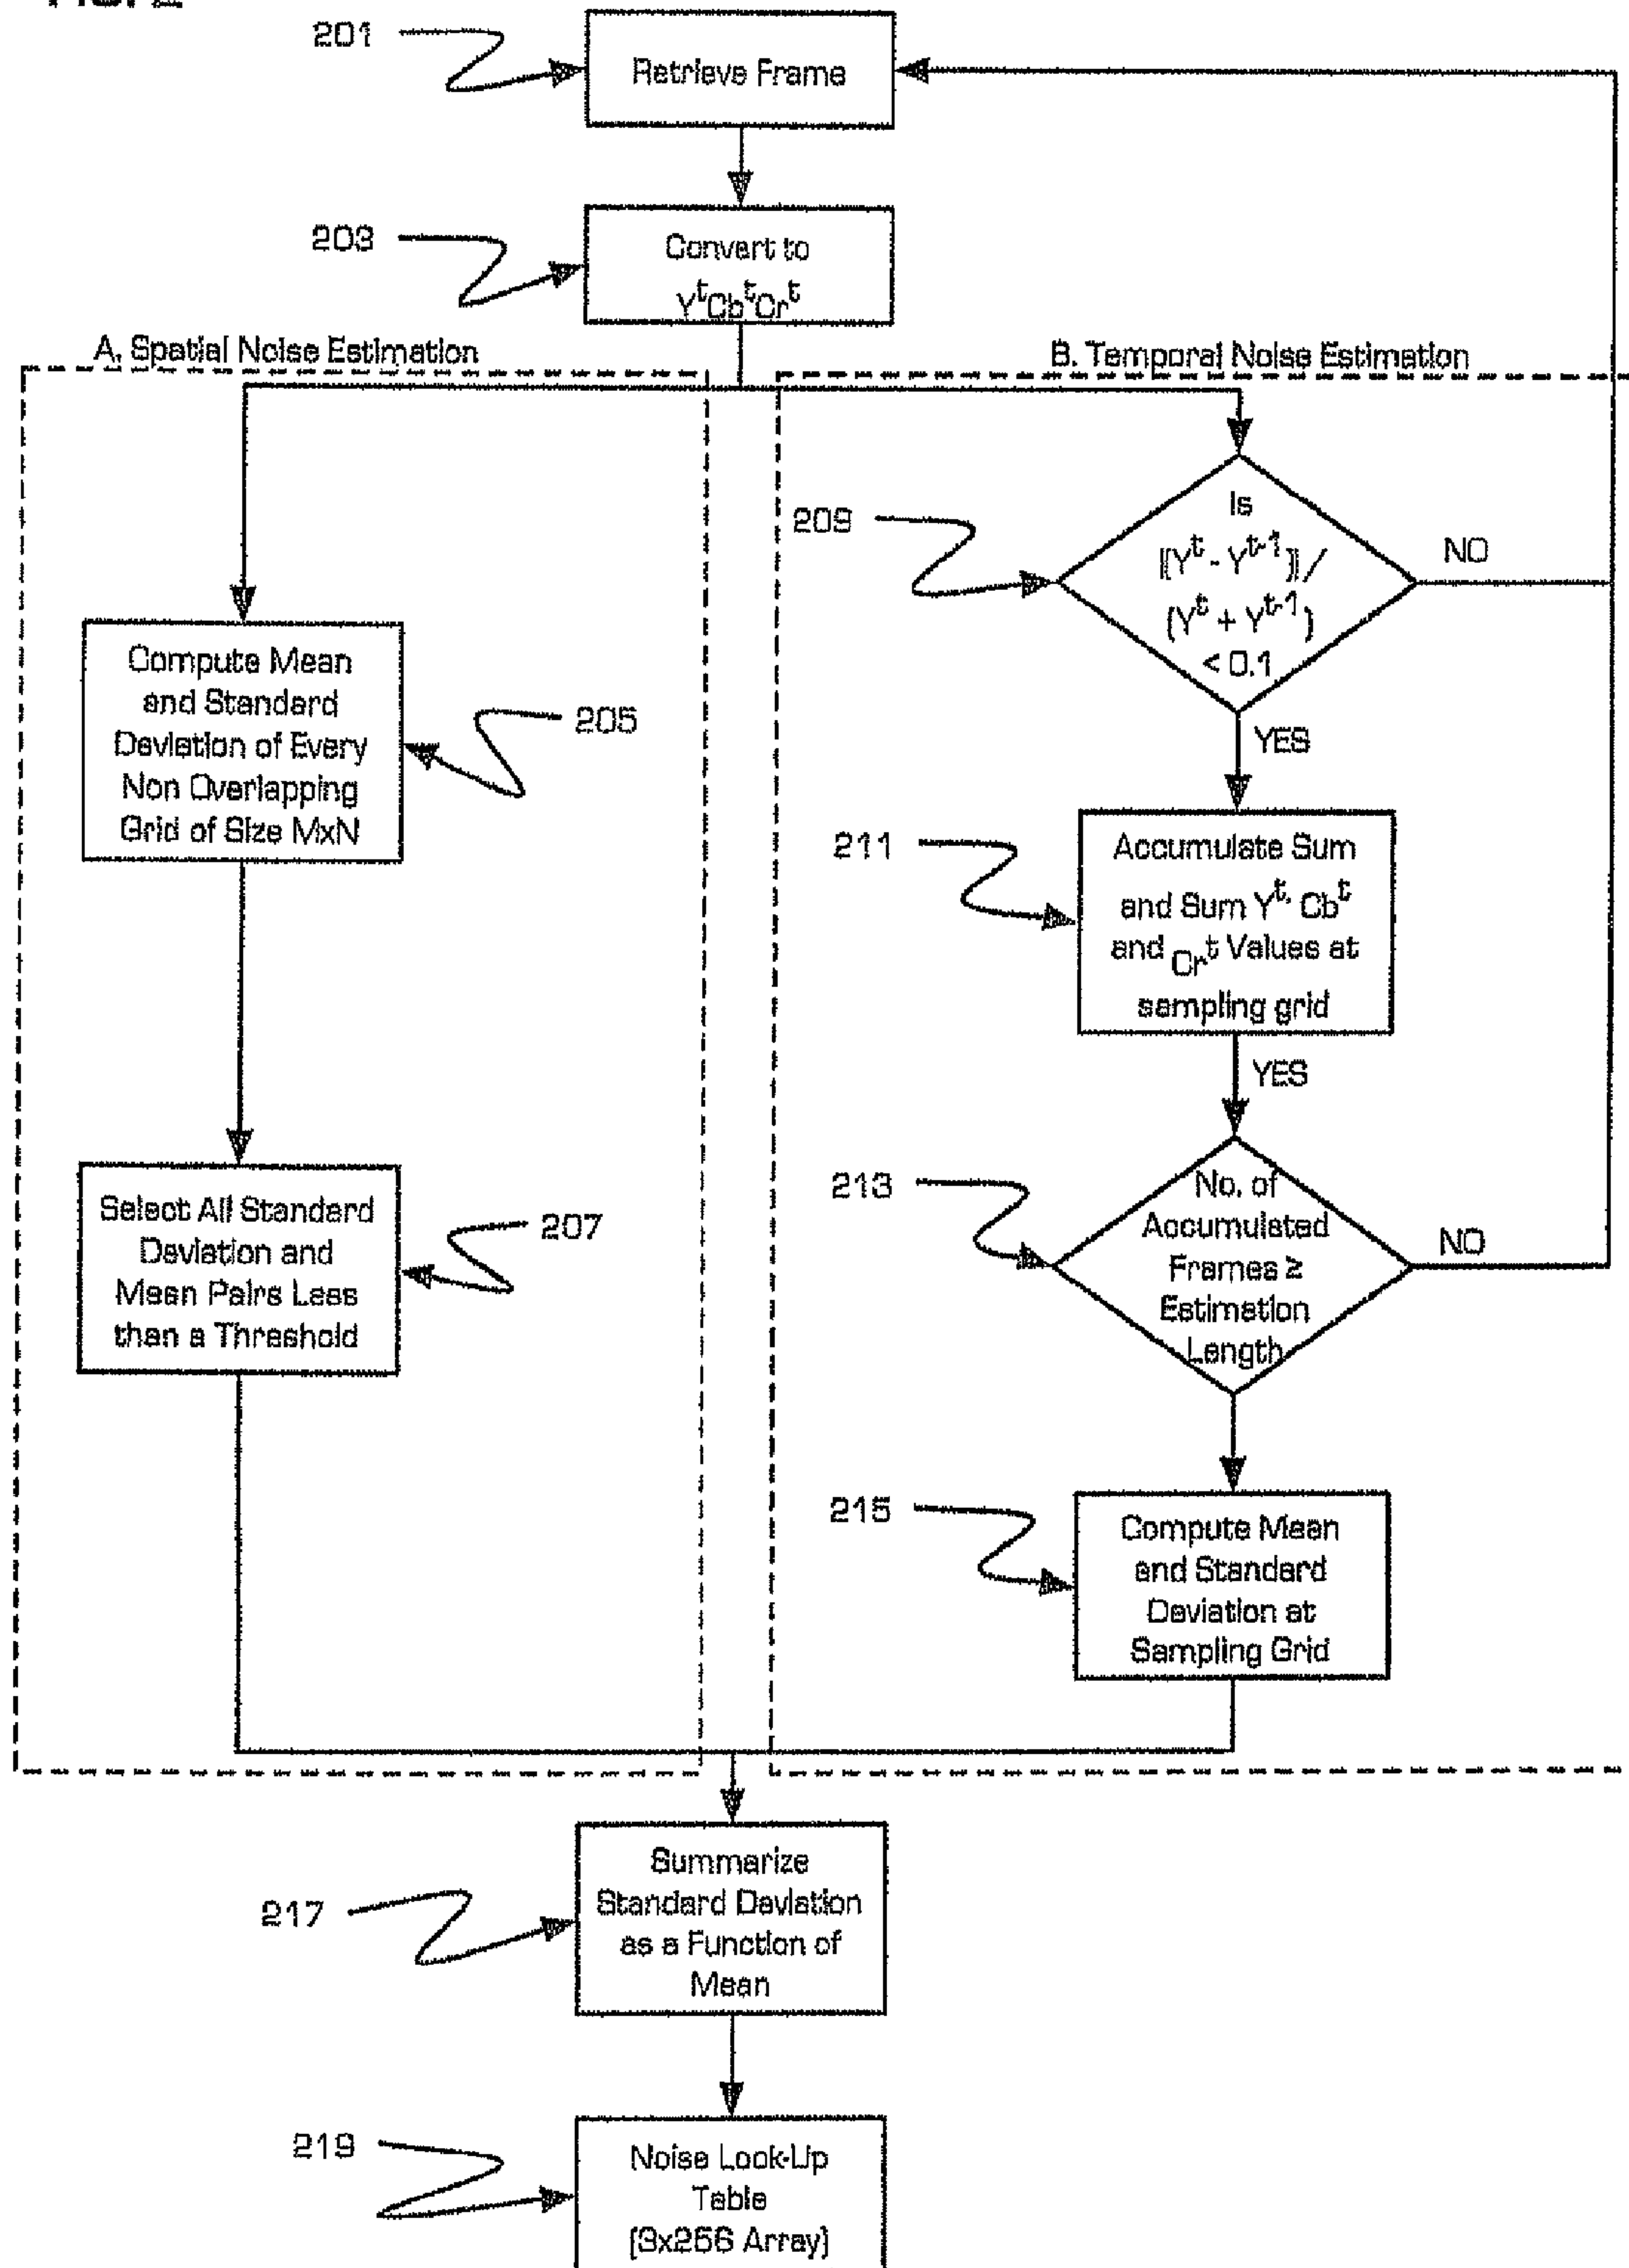 201
Retrieve Frame
203
Convert to
YᵗCbᵗCrᵗ
A. Spatial Noise Estimation
B. Temporal Noise Estimation
209
Is
|[Yᵗ - Yᵗ⁻¹]| /
(Yᵗ + Yᵗ⁻¹)
< 0.1
NO
YES
Compute Mean
and Standard
Deviation of Every
Non Overlapping
Grid of Size MxN
205
211
Accumulate Sum
and Sum Yᵗ, Cbᵗ
and Crᵗ Values at
sampling grid
YES
Select All Standard
Deviation and
Mean Pairs Less
than a Threshold
207
213
No. of
Accumulated
Frames ≥
Estimation
Length
NO
215
Compute Mean
and Standard
Deviation at
Sampling Grid
217
Summarize
Standard Deviation
as a Function of
Mean
219
Noise Look-Up
Table
(3x256 Array)